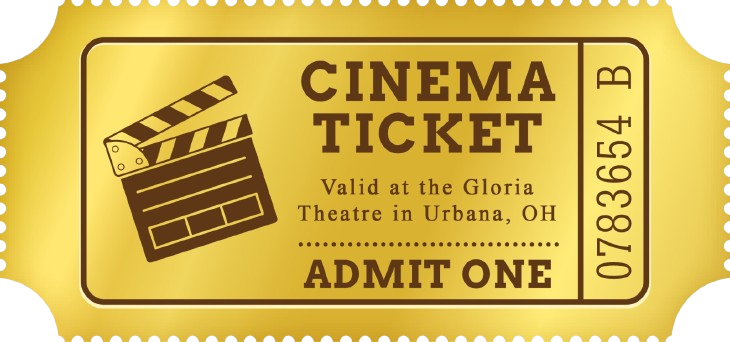 CINEMA
TICKET
Valid at the Gloria
Theatre in Urbana, OH
ADMIT ONE
0783654 B